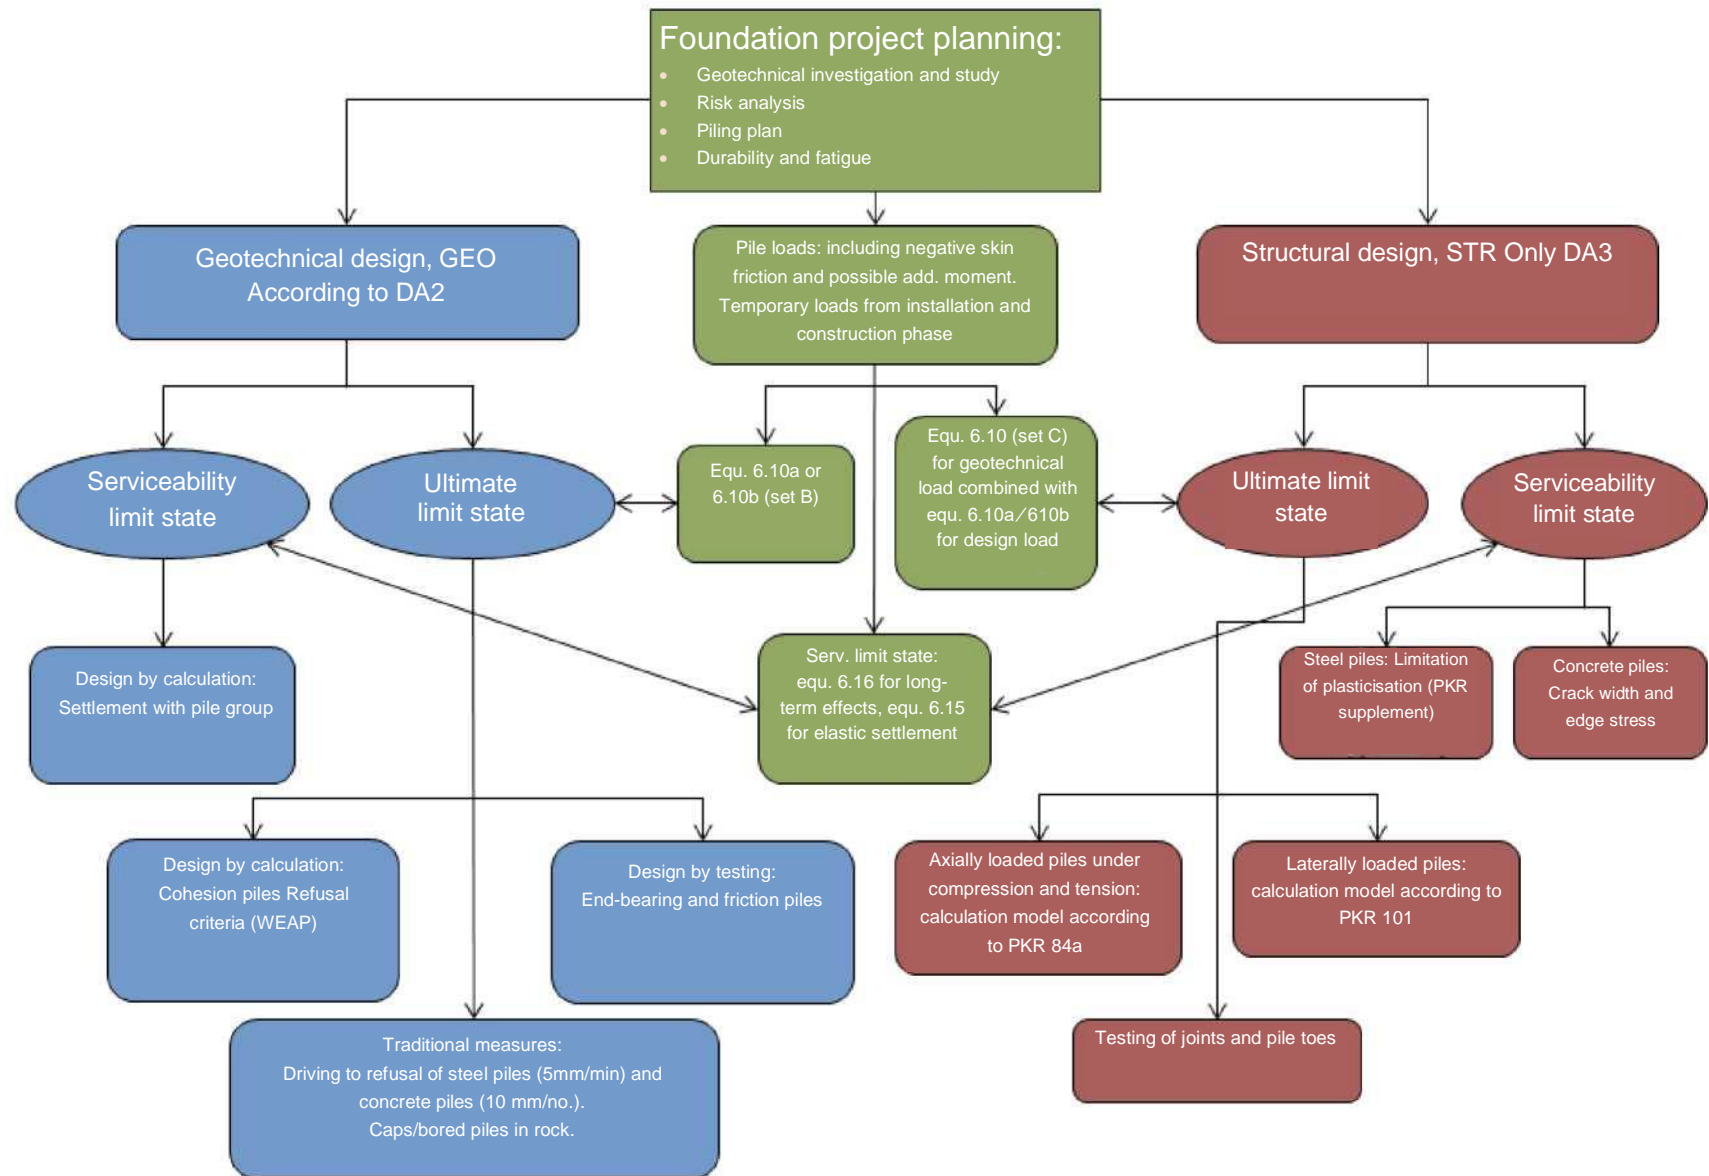 Foundation project planning:
• Geotechnical investigation and study
• Risk analysis
• Piling plan
• Durability and fatigue
Geotechnical design, GEO
According to DA2
Pile loads: including negative skin
friction and possible add. moment.
Temporary loads from installation and
construction phase
Structural design, STR Only DA3
Serviceability
limit state
Ultimate
limit state
Equ. 6.10a or
6.10b (set B)
Equ. 6.10 (set C)
for geotechnical
load combined with
equ. 6.10a/610b
for design load
Ultimate limit
state
Serviceability
limit state
Design by calculation:
Settlement with pile group
Serv. limit state:
equ. 6.16 for long-
term effects, equ. 6.15
for elastic settlement
Steel piles: Limitation
of plasticisation (PKR
supplement)
Concrete piles:
Crack width and
edge stress
Design by calculation:
Cohesion piles Refusal
criteria (WEAP)
Design by testing:
End-bearing and friction piles
Axially loaded piles under
compression and tension:
calculation model according
to PKR 84a
Laterally loaded piles:
calculation model according to
PKR 101
Traditional measures:
Driving to refusal of steel piles (5mm/min) and
concrete piles (10 mm/no.).
Caps/bored piles in rock.
Testing of joints and pile toes